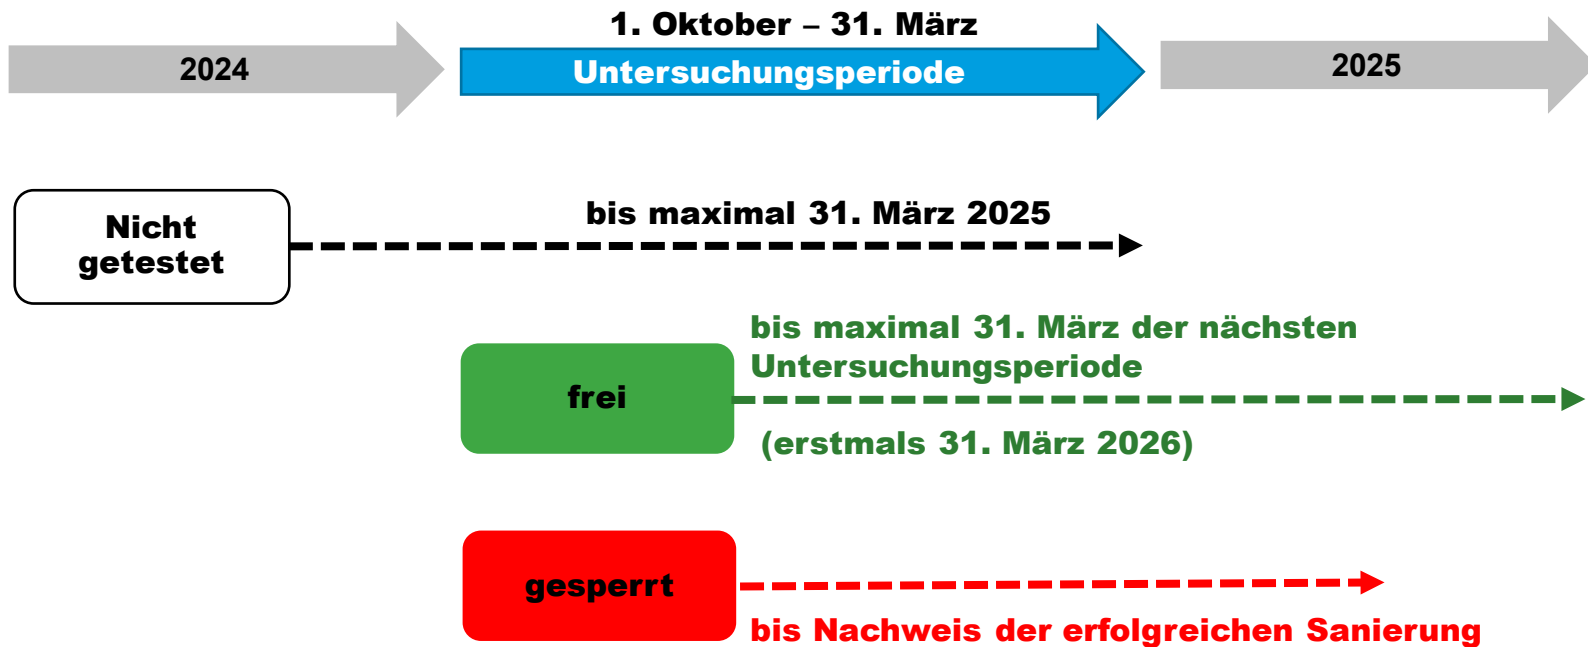 1. Oktober – 31. März
2024
Untersuchungsperiode
2025
Nicht
getestet
bis maximal 31. März 2025
bis maximal 31. März der nächsten
Untersuchungsperiode
frei
(erstmals 31. März 2026)
gesperrt
bis Nachweis der erfolgreichen Sanierung